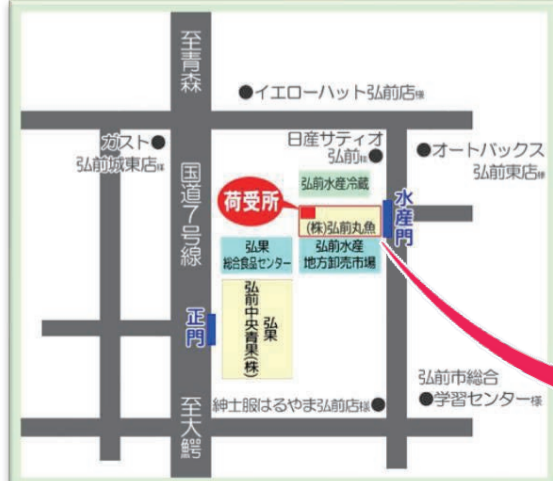 至青森
●イエローハット弘前店様
ガスト●
弘前城東店様
日産サティオ
弘前様●
●オートバックス
弘前東店様
国道7号線
弘前水産冷蔵
荷受所
水産門
(株)弘前丸魚
弘果
総合食品センター
弘前水産
地方卸売市場
正門
弘果
弘前中央青果(株)
弘前市総合
●学習センター様
紳士服はるやま弘前店様●
至大鰐